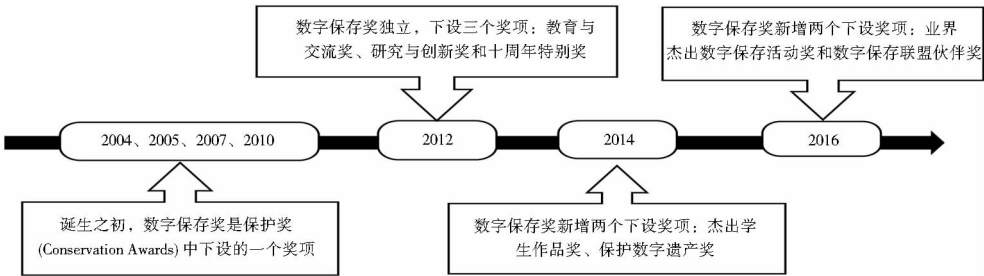 数字保存奖独立，下设三个奖项：教育与
交流奖、研究与创新奖和十周年特别奖
数字保存奖新增两个下设奖项：业界
杰出数字保存活动奖和数字保存联盟伙伴奖
2004、2005、2007、2010
2012
2014
2016
诞生之初，数字保存奖是保护奖
(Conservation Awards) 中下设的一个奖项
数字保存奖新增两个下设奖项：杰出学
生作品奖、保护数字遗产奖